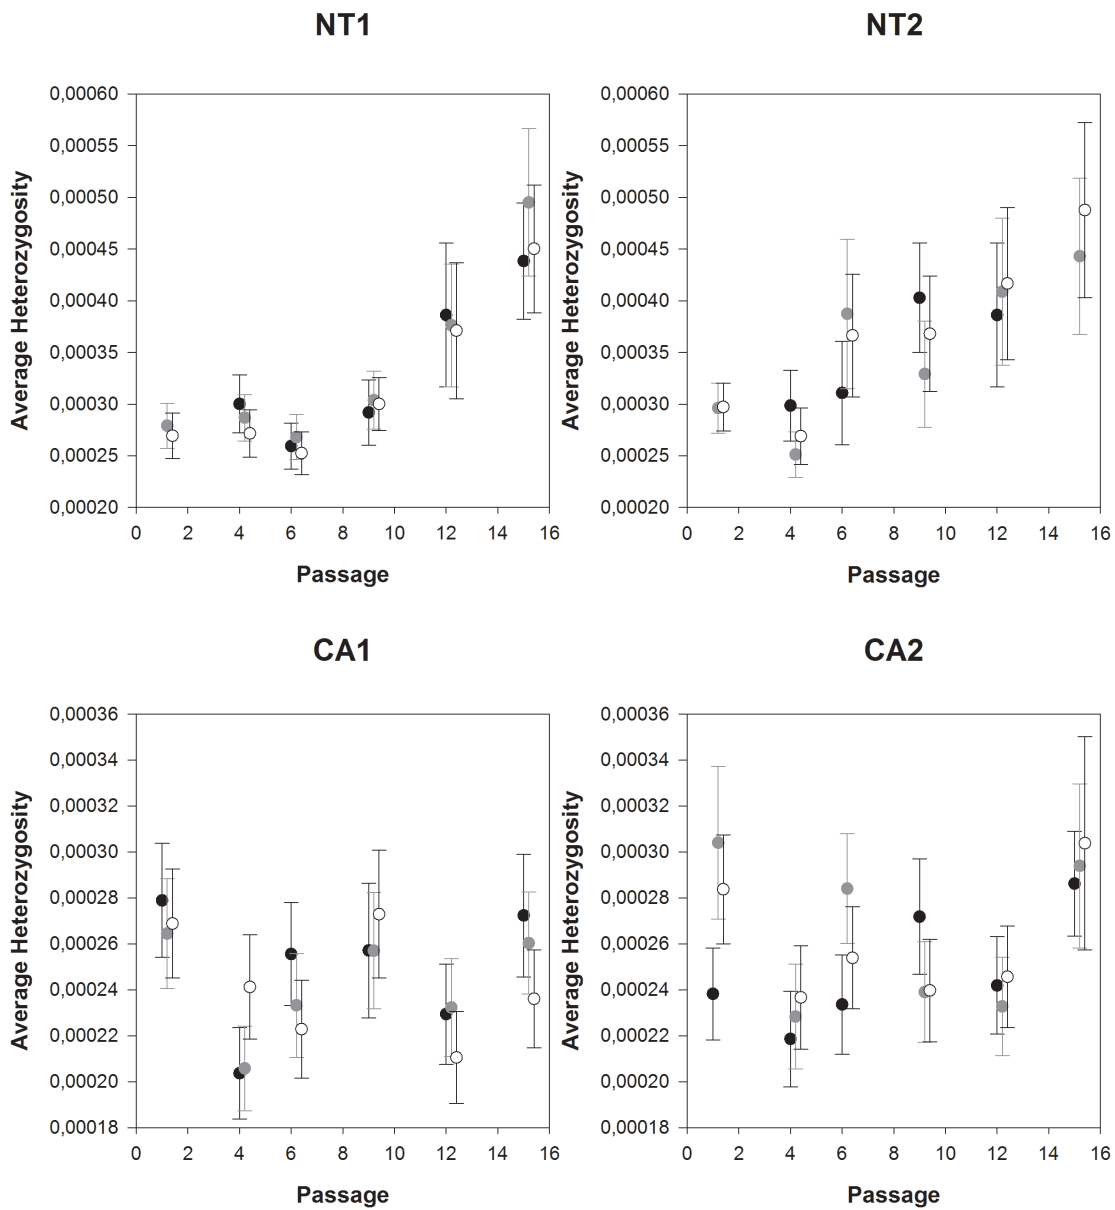 NT1
NT2
0,00060 0,00060
0,00055 0,00055
0,00050 0,00050
0,00045 0,00045
0,00040 0,00040
0,00035 0,00035
0,00030 0,00030
0,00025 0,00025
0,00020 0,00020
Average Heterozygosity
Average Heterozygosity
0 2 4 6 8 10 12 14 16
0 2 4 6 8 10 12 14 16
Passage
Passage
CA1
CA2
0,00036 0,00036
0,00034 0,00034
0,00032 0,00032
0,00030 0,00030
0,00028 0,00028
0,00026 0,00026
0,00024 0,00024
0,00022 0,00022
0,00020 0,00020
0,00018 0,00018
Average Heterozygosity
Average Heterozygosity
0 2 4 6 8 10 12 14 16
0 2 4 6 8 10 12 14 16
Passage
Passage